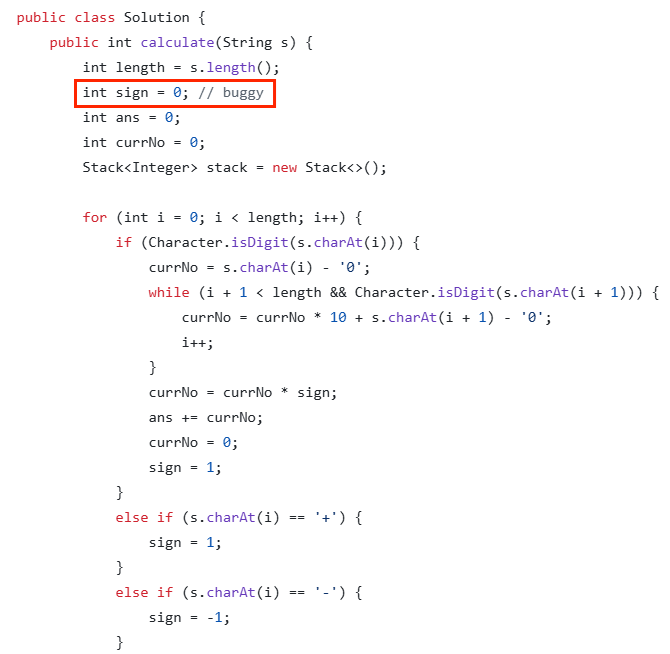 public class Solution {
    public int calculate(String s) {
        int length = s.length();
        int sign = 0; // buggy
        int ans = 0;
        int currNo = 0;
        Stack<Integer> stack = new Stack<>();

        for (int i = 0; i < length; i++) {
            if (Character.isDigit(s.charAt(i))) {
                currNo = s.charAt(i) - '0';
                while (i + 1 < length && Character.isDigit(s.charAt(i + 1))) {
                    currNo = currNo * 10 + s.charAt(i + 1) - '0';
                    i++;
                }
                currNo = currNo * sign;
                ans += currNo;
                currNo = 0;
                sign = 1;
            }
            else if (s.charAt(i) == '+') {
                sign = 1;
            }
            else if (s.charAt(i) == '-') {
                sign = -1;
            }